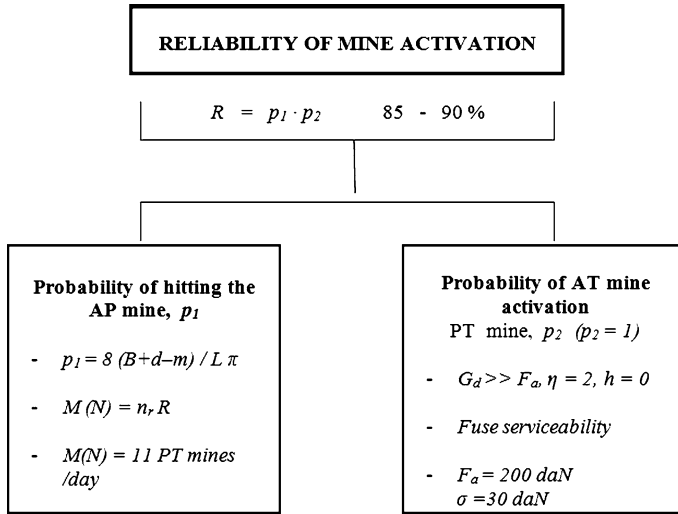 RELIABILITY OF MINE ACTIVATION
R = p1 · p2 85 - 90 %
Probability of hitting the
AP mine, p1
- p1 = 8 (B+d–m) / L π
- M (N) = nr R
- M(N) = 11 PT mines
/day
Probability of AT mine
activation
PT mine, p2 (p2 = 1)
- Gd >> Fa, η = 2, h = 0
- Fuse serviceability
- Fa = 200 daN
σ =30 daN